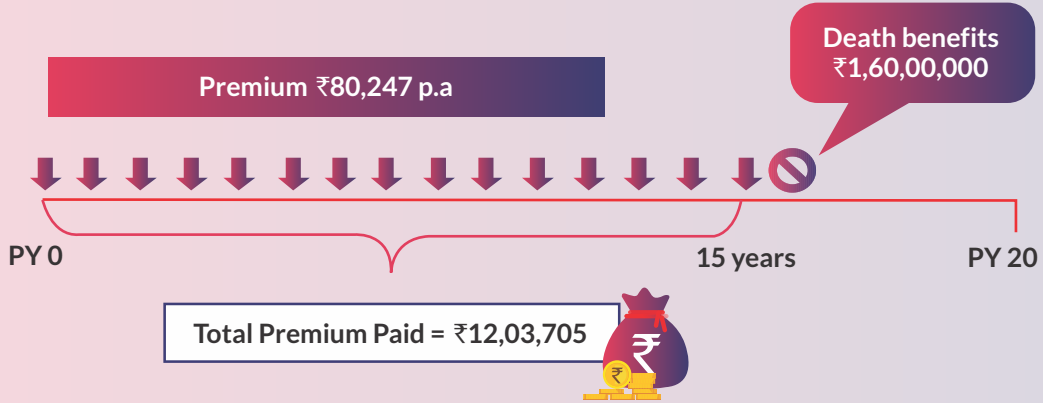 Death benefits
₹1,60,00,000
Premium ₹80,247 p.a
PY 0
15 years
PY 20
Total Premium Paid = ₹12,03,705
₹
₹